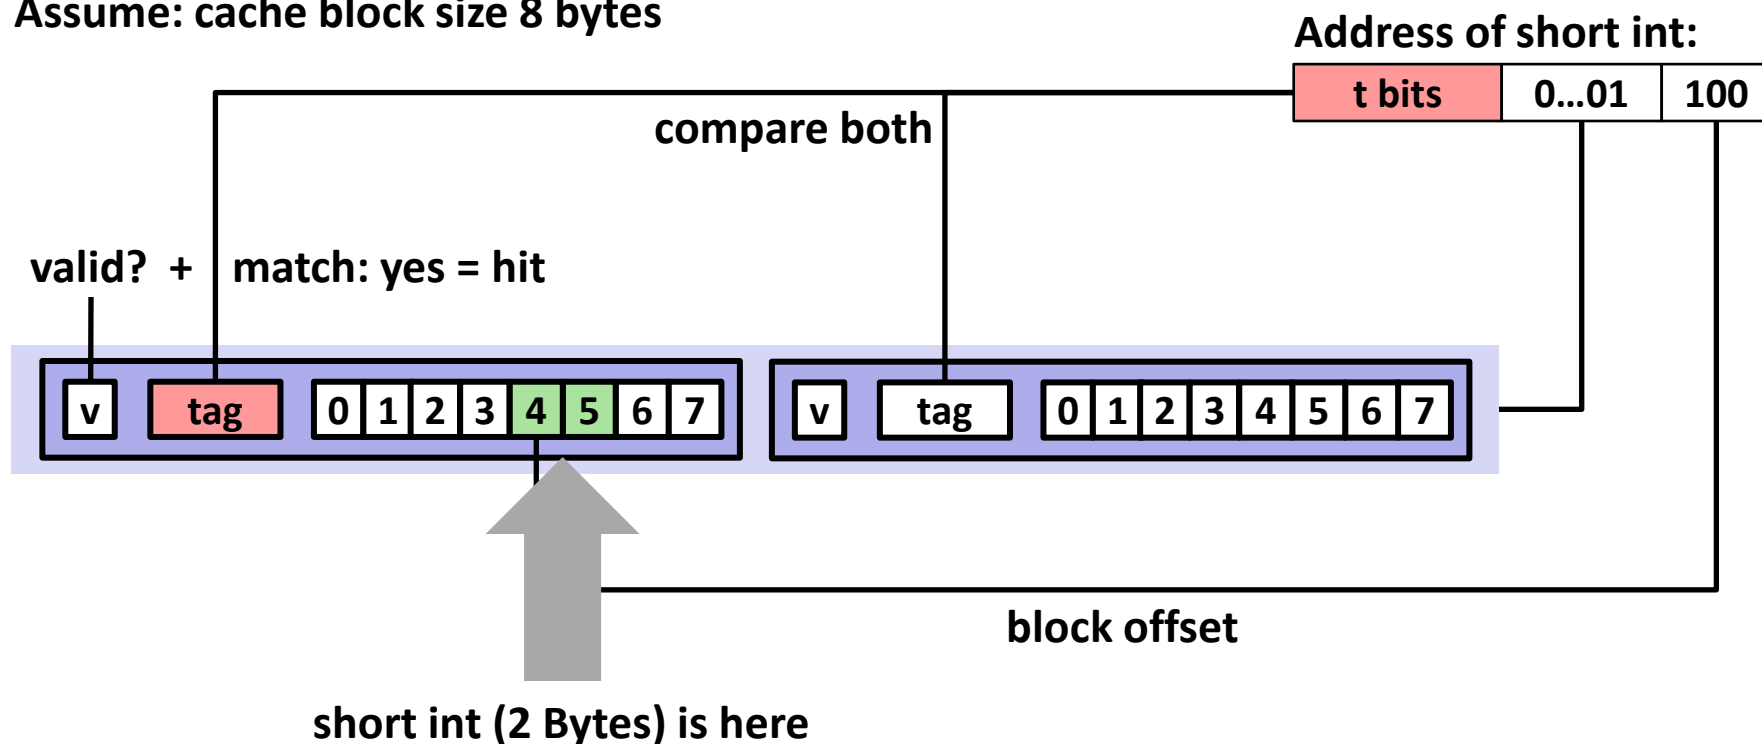 Assume: cache block size 8 bytes
Address of short int:
t bits 0...01 100
compare both
valid? + match: yes = hit
v tag 0 1 2 3 4 5 6 7 v tag 0 1 2 3 4 5 6 7
block offset
short int (2 Bytes) is here